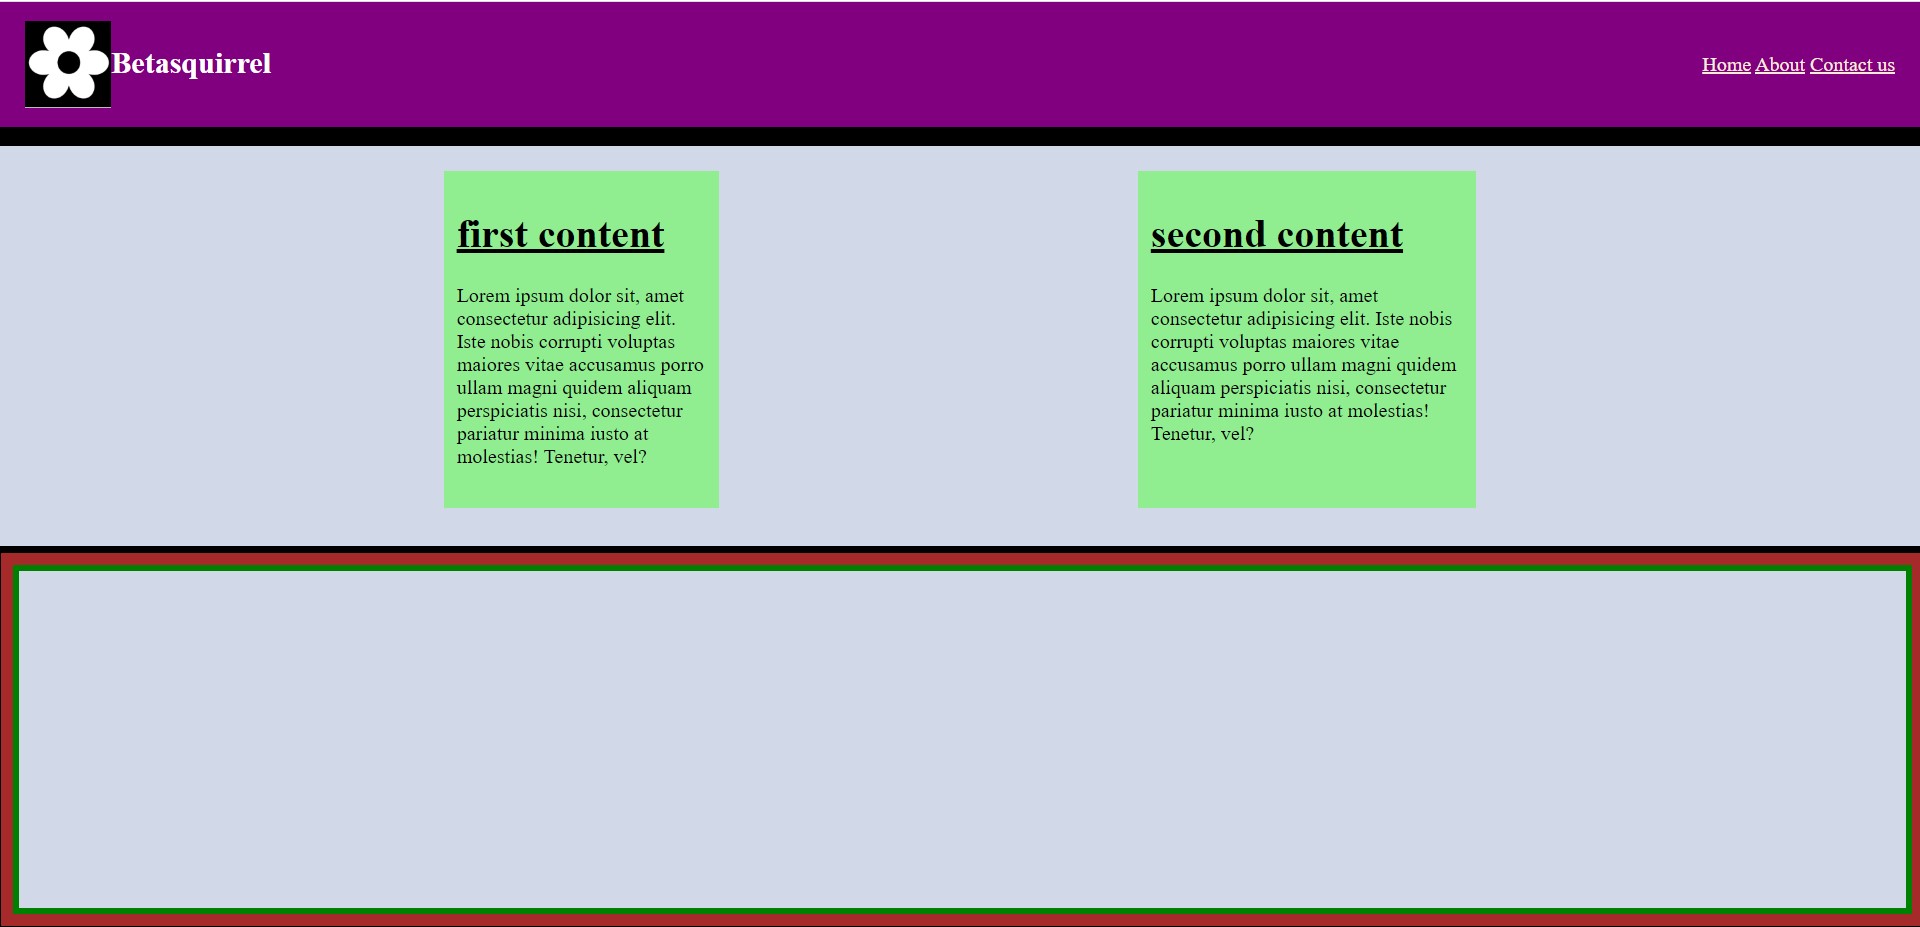 Betasquirrel
Home About Contact us
first content
Lorem ipsum dolor sit, amet
consectetur adipisicing elit.
Iste nobis corrupti voluptas
maiores vitae accusamus porro
ullam magni quidem aliquam
perspiciatis nisi, consectetur
pariatur minima iusto at
molestias! Tenetur, vel?
second content
Lorem ipsum dolor sit, amet
consectetur adipisicing elit. Iste nobis
corrupti voluptas maiores vitae
accusamus porro ullam magni quidem
aliquam perspiciatis nisi, consectetur
pariatur minima iusto at molestias!
Tenetur, vel?